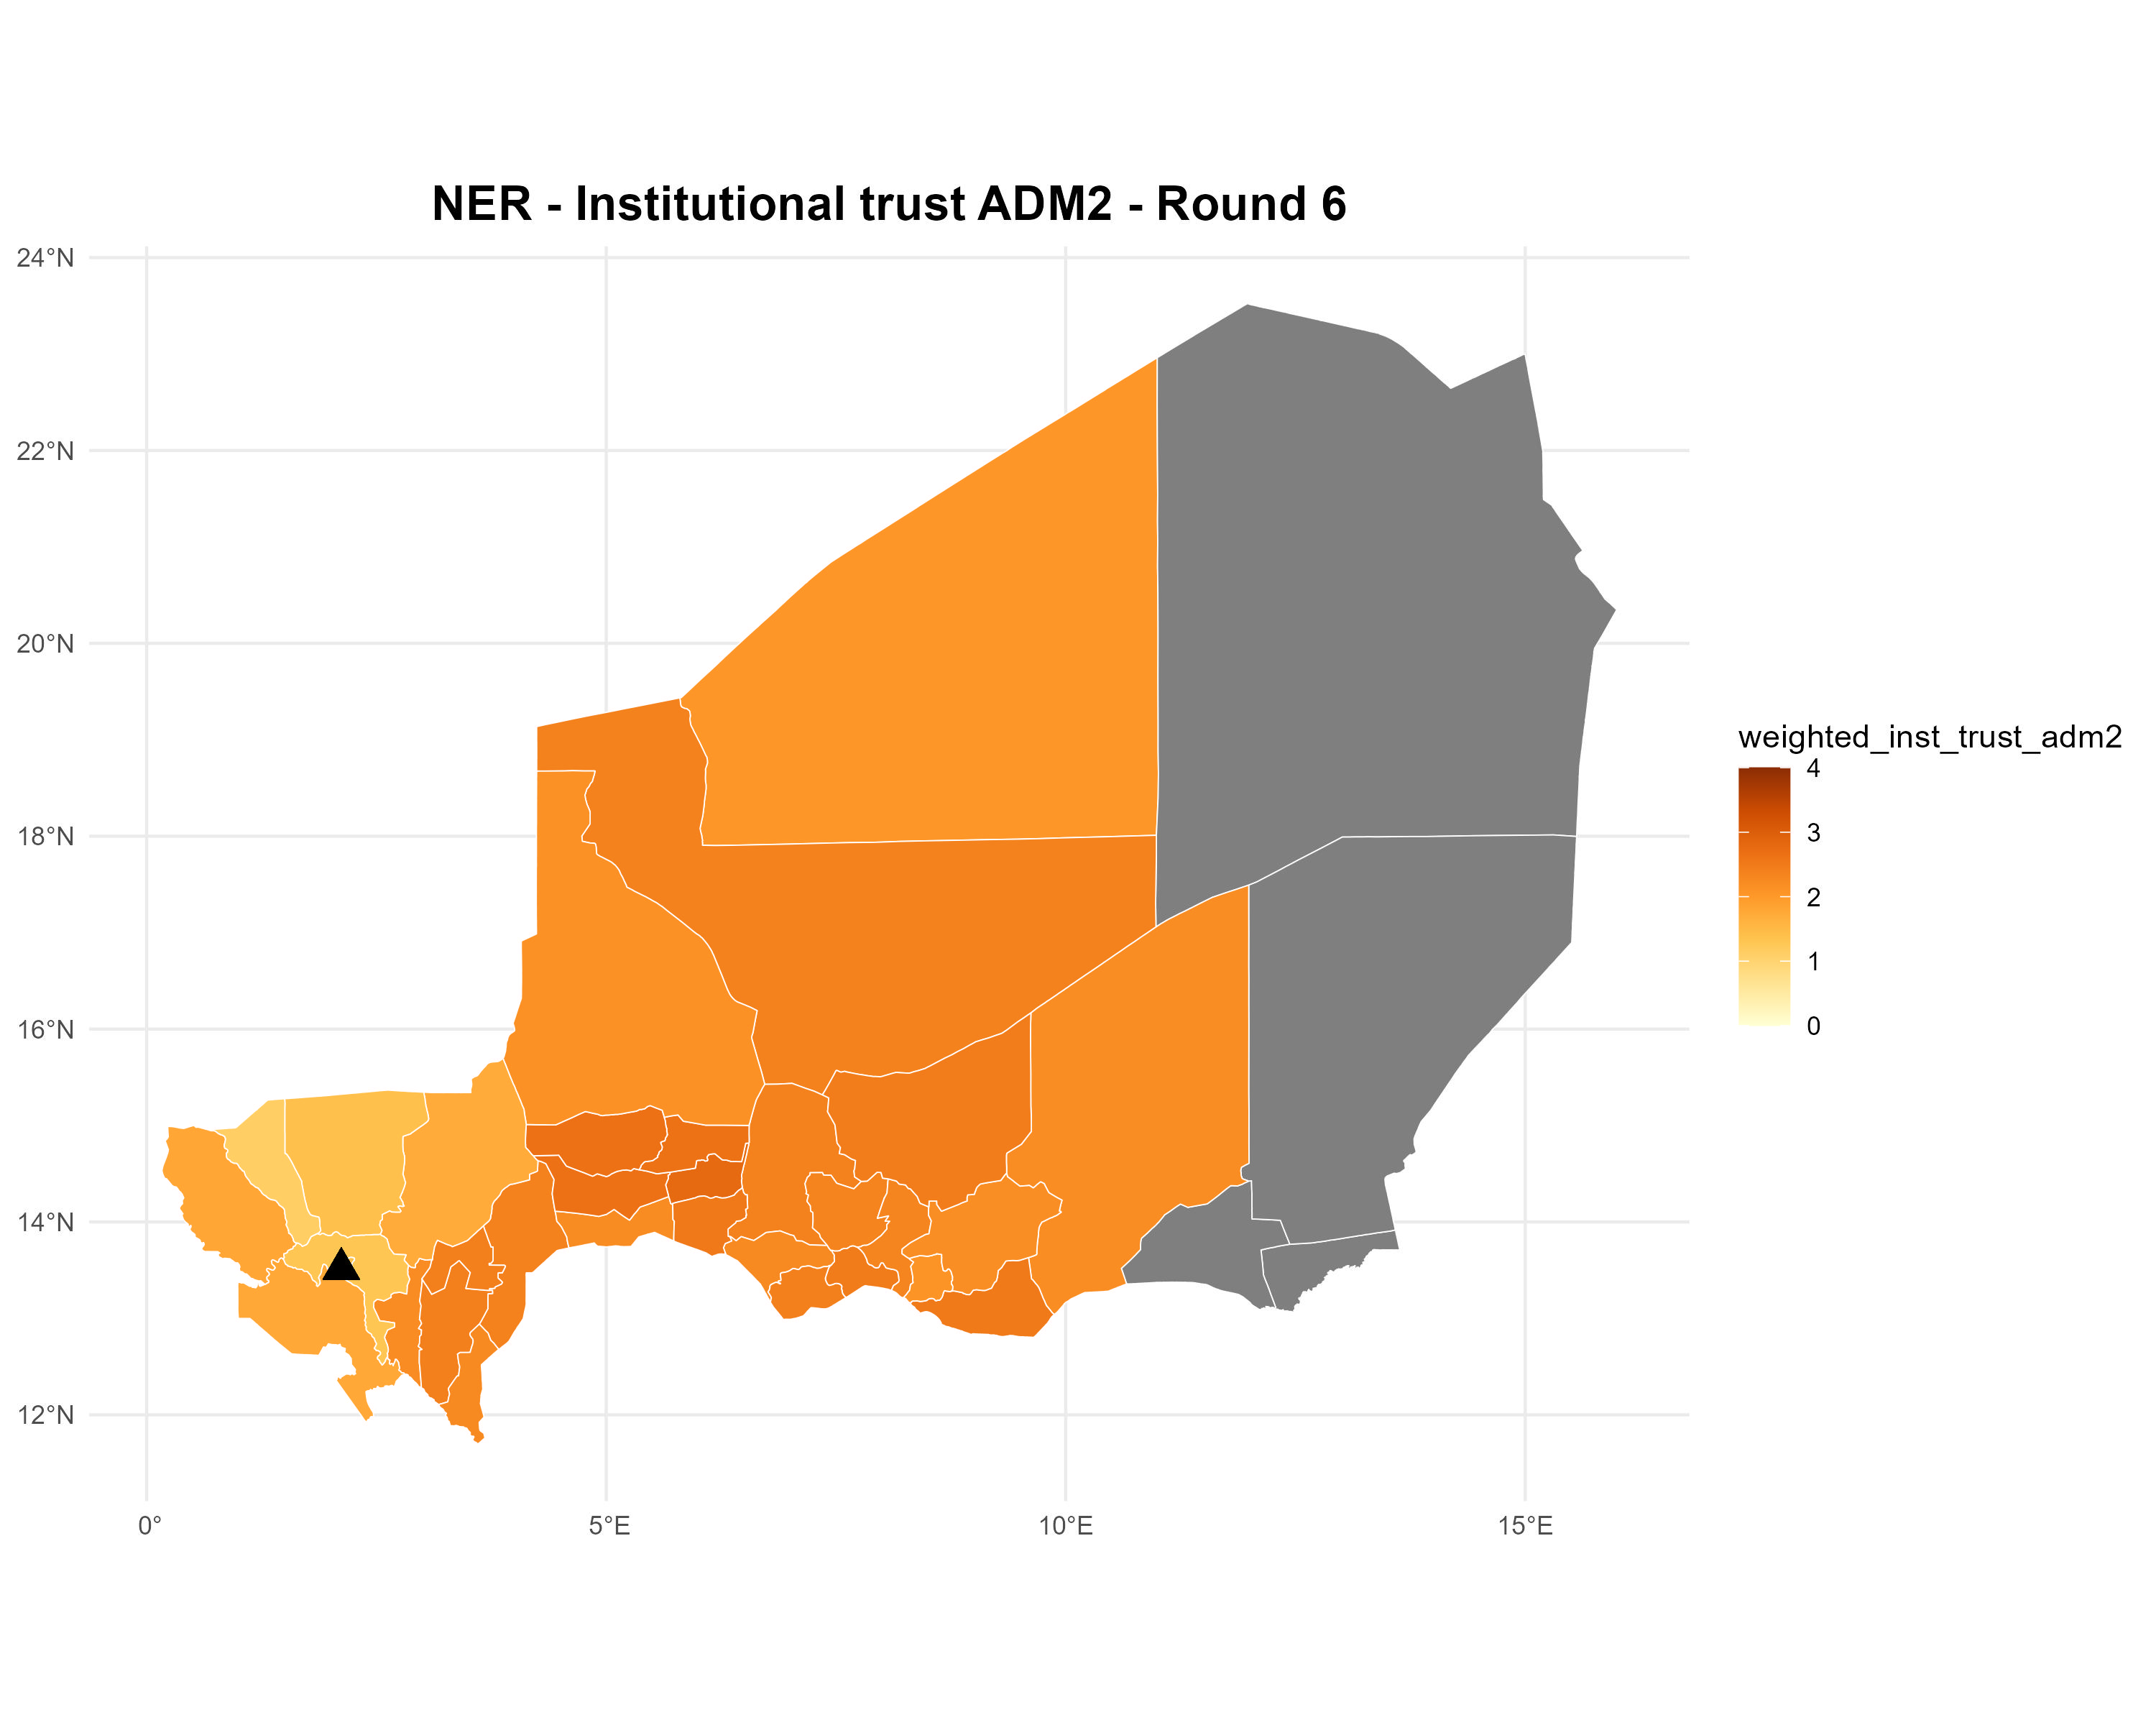 NER - Institutional trust ADM2 - Round 6
24°N
22°N
20°N
18°N
16°N
14°N
12°N
0°
5°E
10°E
15°E
weighted_inst_trust_adm2
4
3
2
1
0